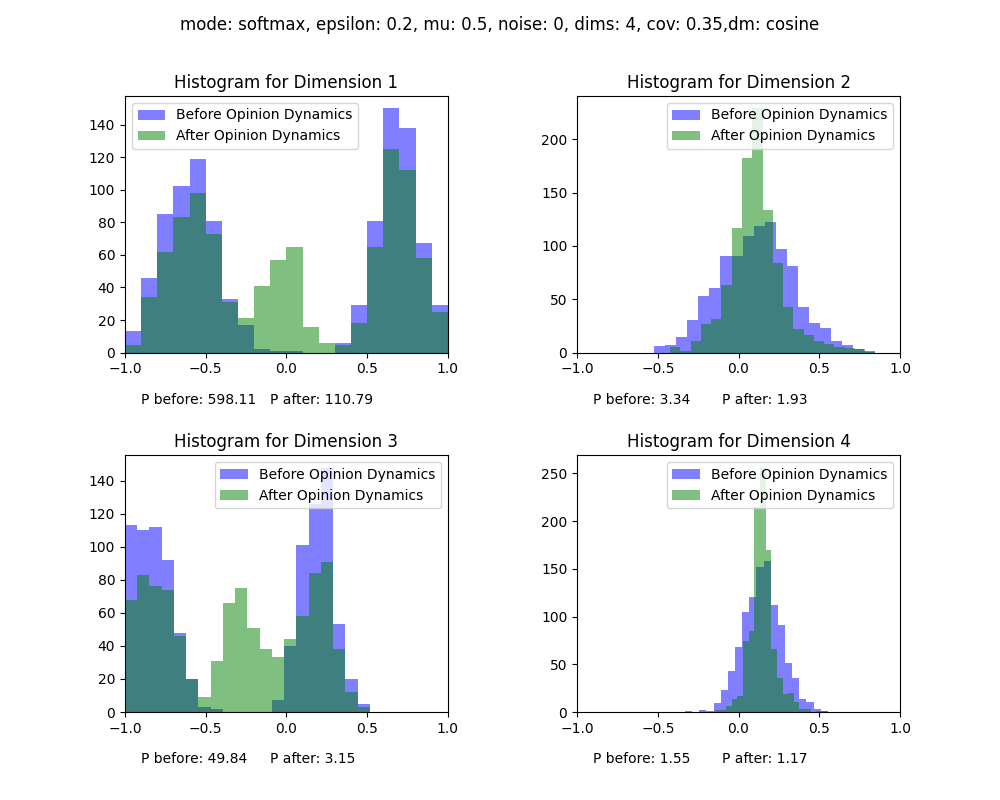 mode: softmax, epsilon: 0.2, mu: 0.5, noise: 0, dims: 4, cov: 0.35,dm: cosine
Histogram for Dimension 1
Before Opinion Dynamics
After Opinion Dynamics
140
120
100
80
60
40
20
0
−1.0 −0.5 0.0 0.5 1.0
P before: 598.11 P after: 110.79
Histogram for Dimension 2
Before Opinion Dynamics
After Opinion Dynamics
200
150
100
50
0
−1.0 −0.5 0.0 0.5 1.0
P before: 3.34 P after: 1.93
Histogram for Dimension 3
Before Opinion Dynamics
After Opinion Dynamics
140
120
100
80
60
40
20
0
−1.0 −0.5 0.0 0.5 1.0
P before: 49.84 P after: 3.15
Histogram for Dimension 4
Before Opinion Dynamics
After Opinion Dynamics
250
200
150
100
50
0
−1.0 −0.5 0.0 0.5 1.0
P before: 1.55 P after: 1.17